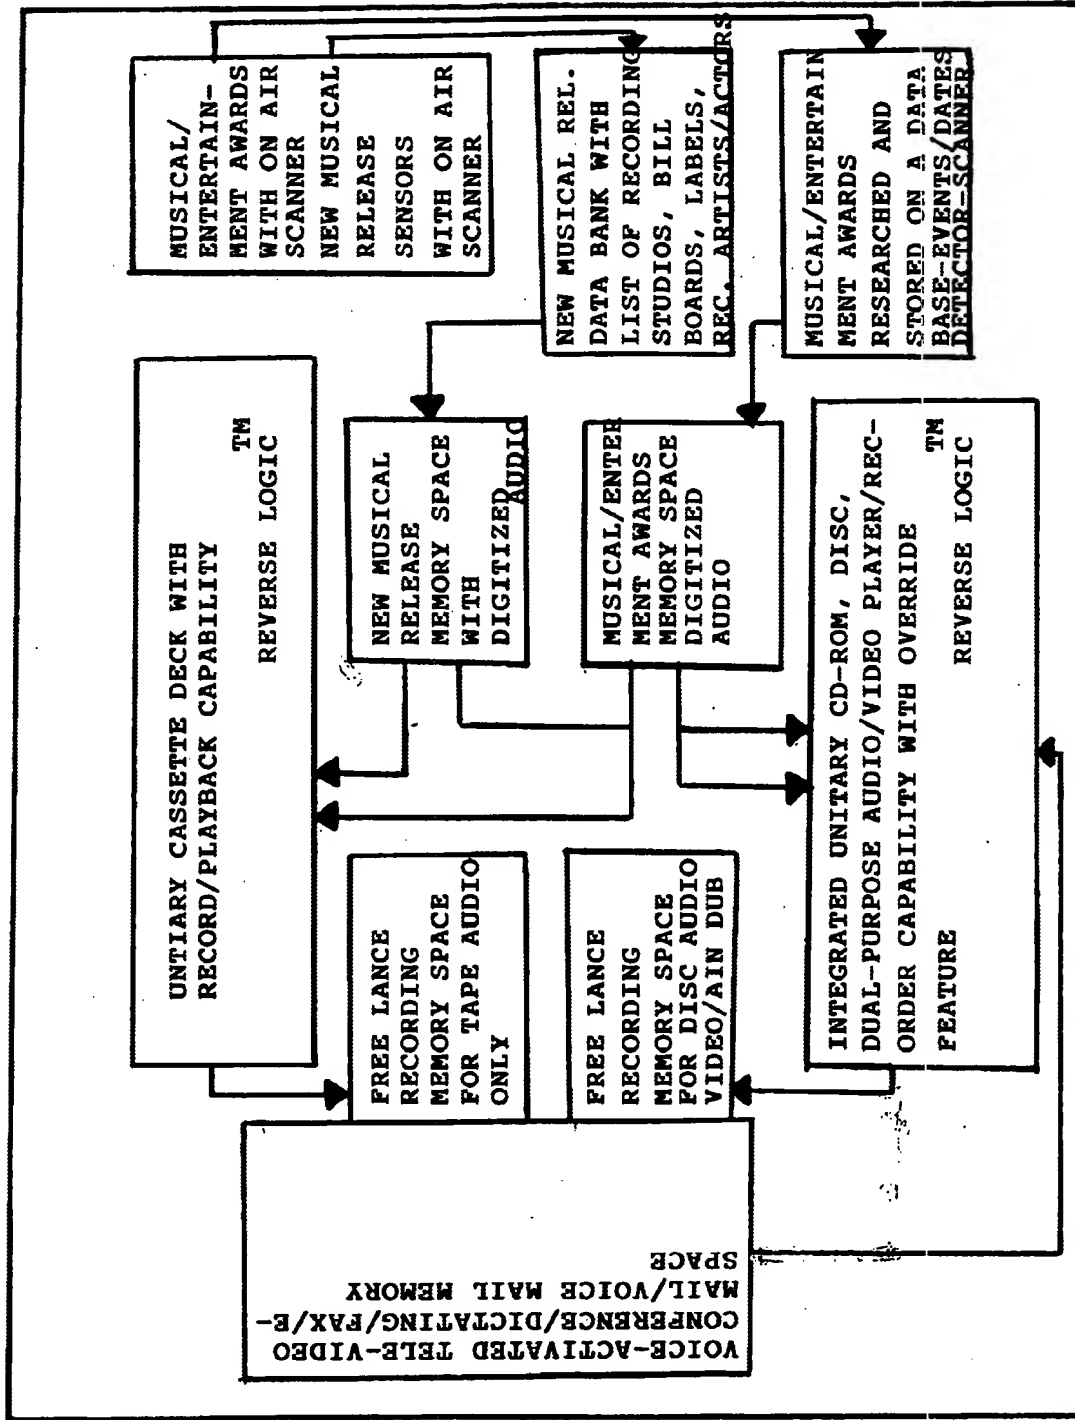 MUSICAL/
ENTERTAIN-
MENT AWARDS
WITH ON AIR
SCANNER
NEW MUSICAL
RELEASE
SENSORS
WITH ON AIR
SCANNER
NEW MUSICAL REL.
DATA BANK WITH
LIST OF RECORDING
STUDIOS, BILL
BOARDS, LABELS,
REC. ARTISTS/ACTORS
MUSICAL/ENTERTAIN
MENT AWARDS
RESEARCHED AND
STORED ON A DATA
BASE-EVENTS/DATES
DETECTOR-SCANNER
UNTIARY CASSETTE DECK WITH
RECORD/PLAYBACK CAPABILITY
TM
REVERSE LOGIC
NEW MUSICAL
RELEASE
MEMORY SPACE
WITH
DIGITIZED
AUDIO
MUSICAL/ENTER
MENT AWARDS
MEMORY SPACE
DIGITIZED
AUDIO
INTEGRATED UNITARY CD-ROM, DISC,
DUAL-PURPOSE AUDIO/VIDEO PLAYER/REC-
ORDER CAPABILITY WITH OVERRIDE
TM
FEATURE REVERSE LOGIC
FREE LANCE
RECORDING
MEMORY SPACE
FOR TAPE AUDIO
ONLY
FREE LANCE
RECORDING
MEMORY SPACE
FOR DISC AUDIO
VIDEO/AIN DUB
VOICE-ACTIVATED TELE-VIDEO
CONFERENCE/DICTATING/FAX/E-
MAIL/VOICE MAIL MEMORY
SPACE